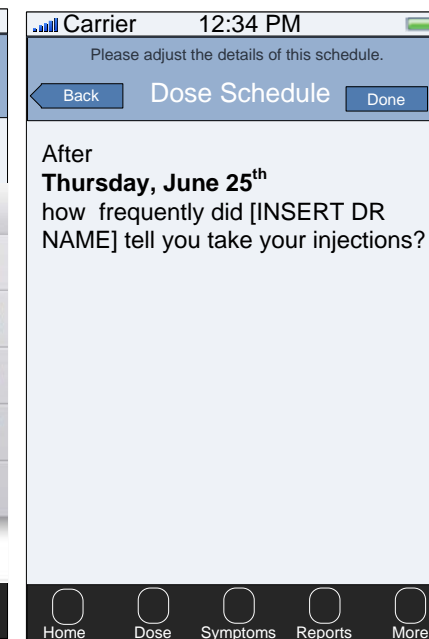 Carrier 12:34 PM
Please adjust the details of this schedule.
Back Dose Schedule Done
After
Thursday, June 25th
how frequently did [INSERT DR
NAME] tell you take your injections?
Home Dose Symptoms Reports More